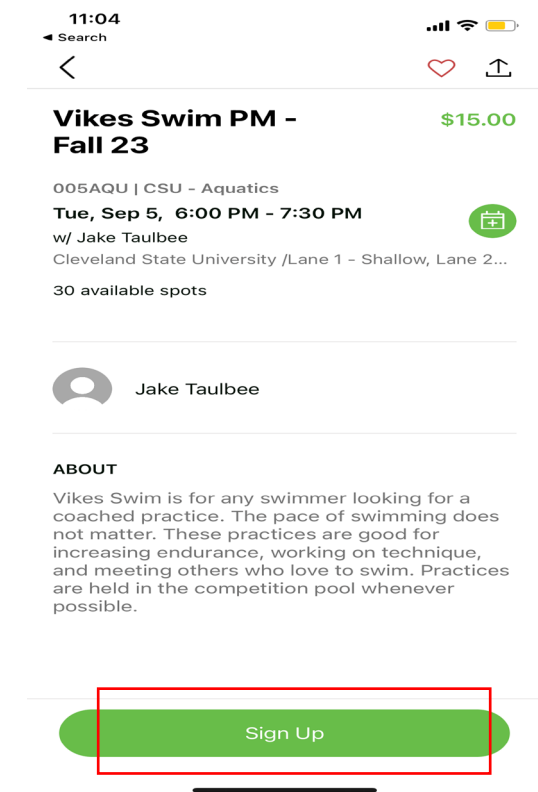 11:04
◄ Search
Vikes Swim PM -
Fall 23
$15.00
005AQU | CSU - Aquatics
Tue, Sep 5, 6:00 PM - 7:30 PM
w/ Jake Taulbee
Cleveland State University /Lane 1 - Shallow, Lane 2...
30 available spots
Jake Taulbee
ABOUT
Vikes Swim is for any swimmer looking for a
coached practice. The pace of swimming does
not matter. These practices are good for
increasing endurance, working on technique,
and meeting others who love to swim. Practices
are held in the competition pool whenever
possible.
Sign Up